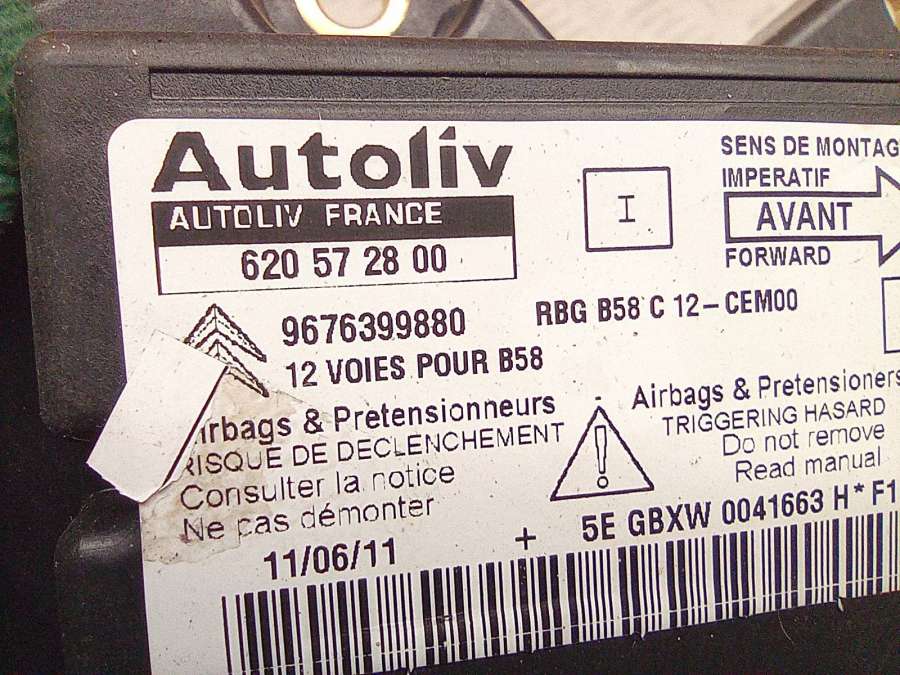 Autoliv
AUTOLIV FRANCE
620 57 28 00
I
SENS DE MONTAG
IMPERATIF
AVANT
FORWARD
9676399880
RBG B58 C 12-CEM00
12 VOIES POUR B58
irbags & Pretensionneurs
RISQUE DE DECLENCHEMENT
Consulter la notice
Ne pas démonter
Airbags & Pretensioners
TRIGGERING HASARD
Do not remove
Read manual
11/06/11
+ 5E GBXW 0041663 H* F1